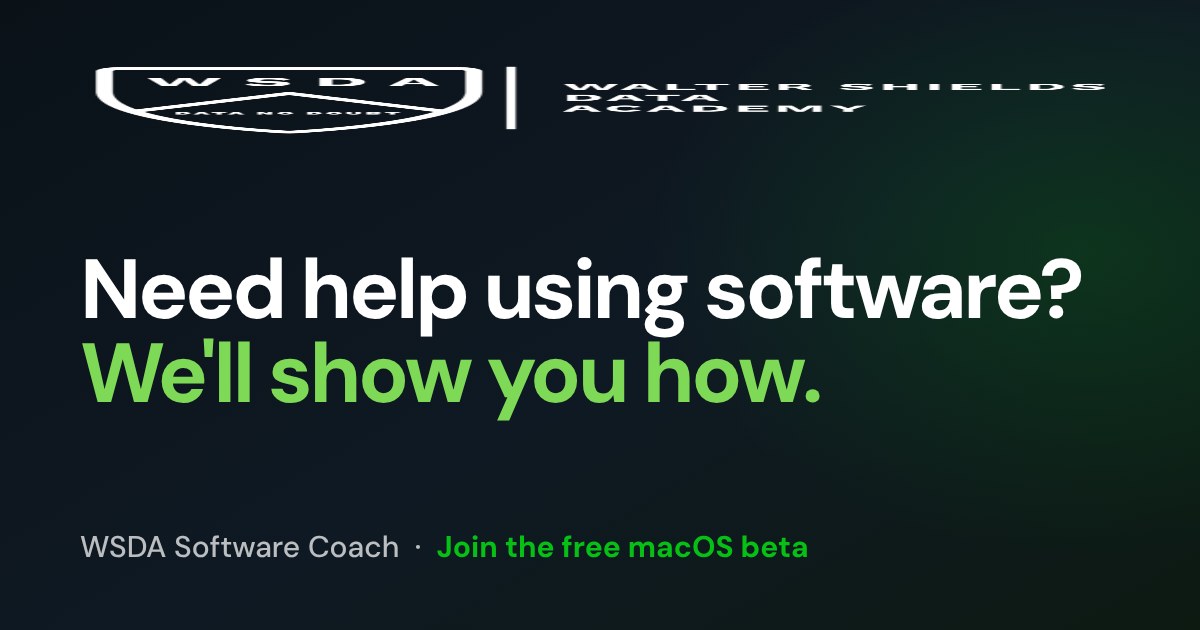 WSDA
DATA NO DOUBT
WALTER SHIELDS
DATA
ACADEMY
Need help using software?
We'll show you how.
WSDA Software Coach · Join the free macOS beta